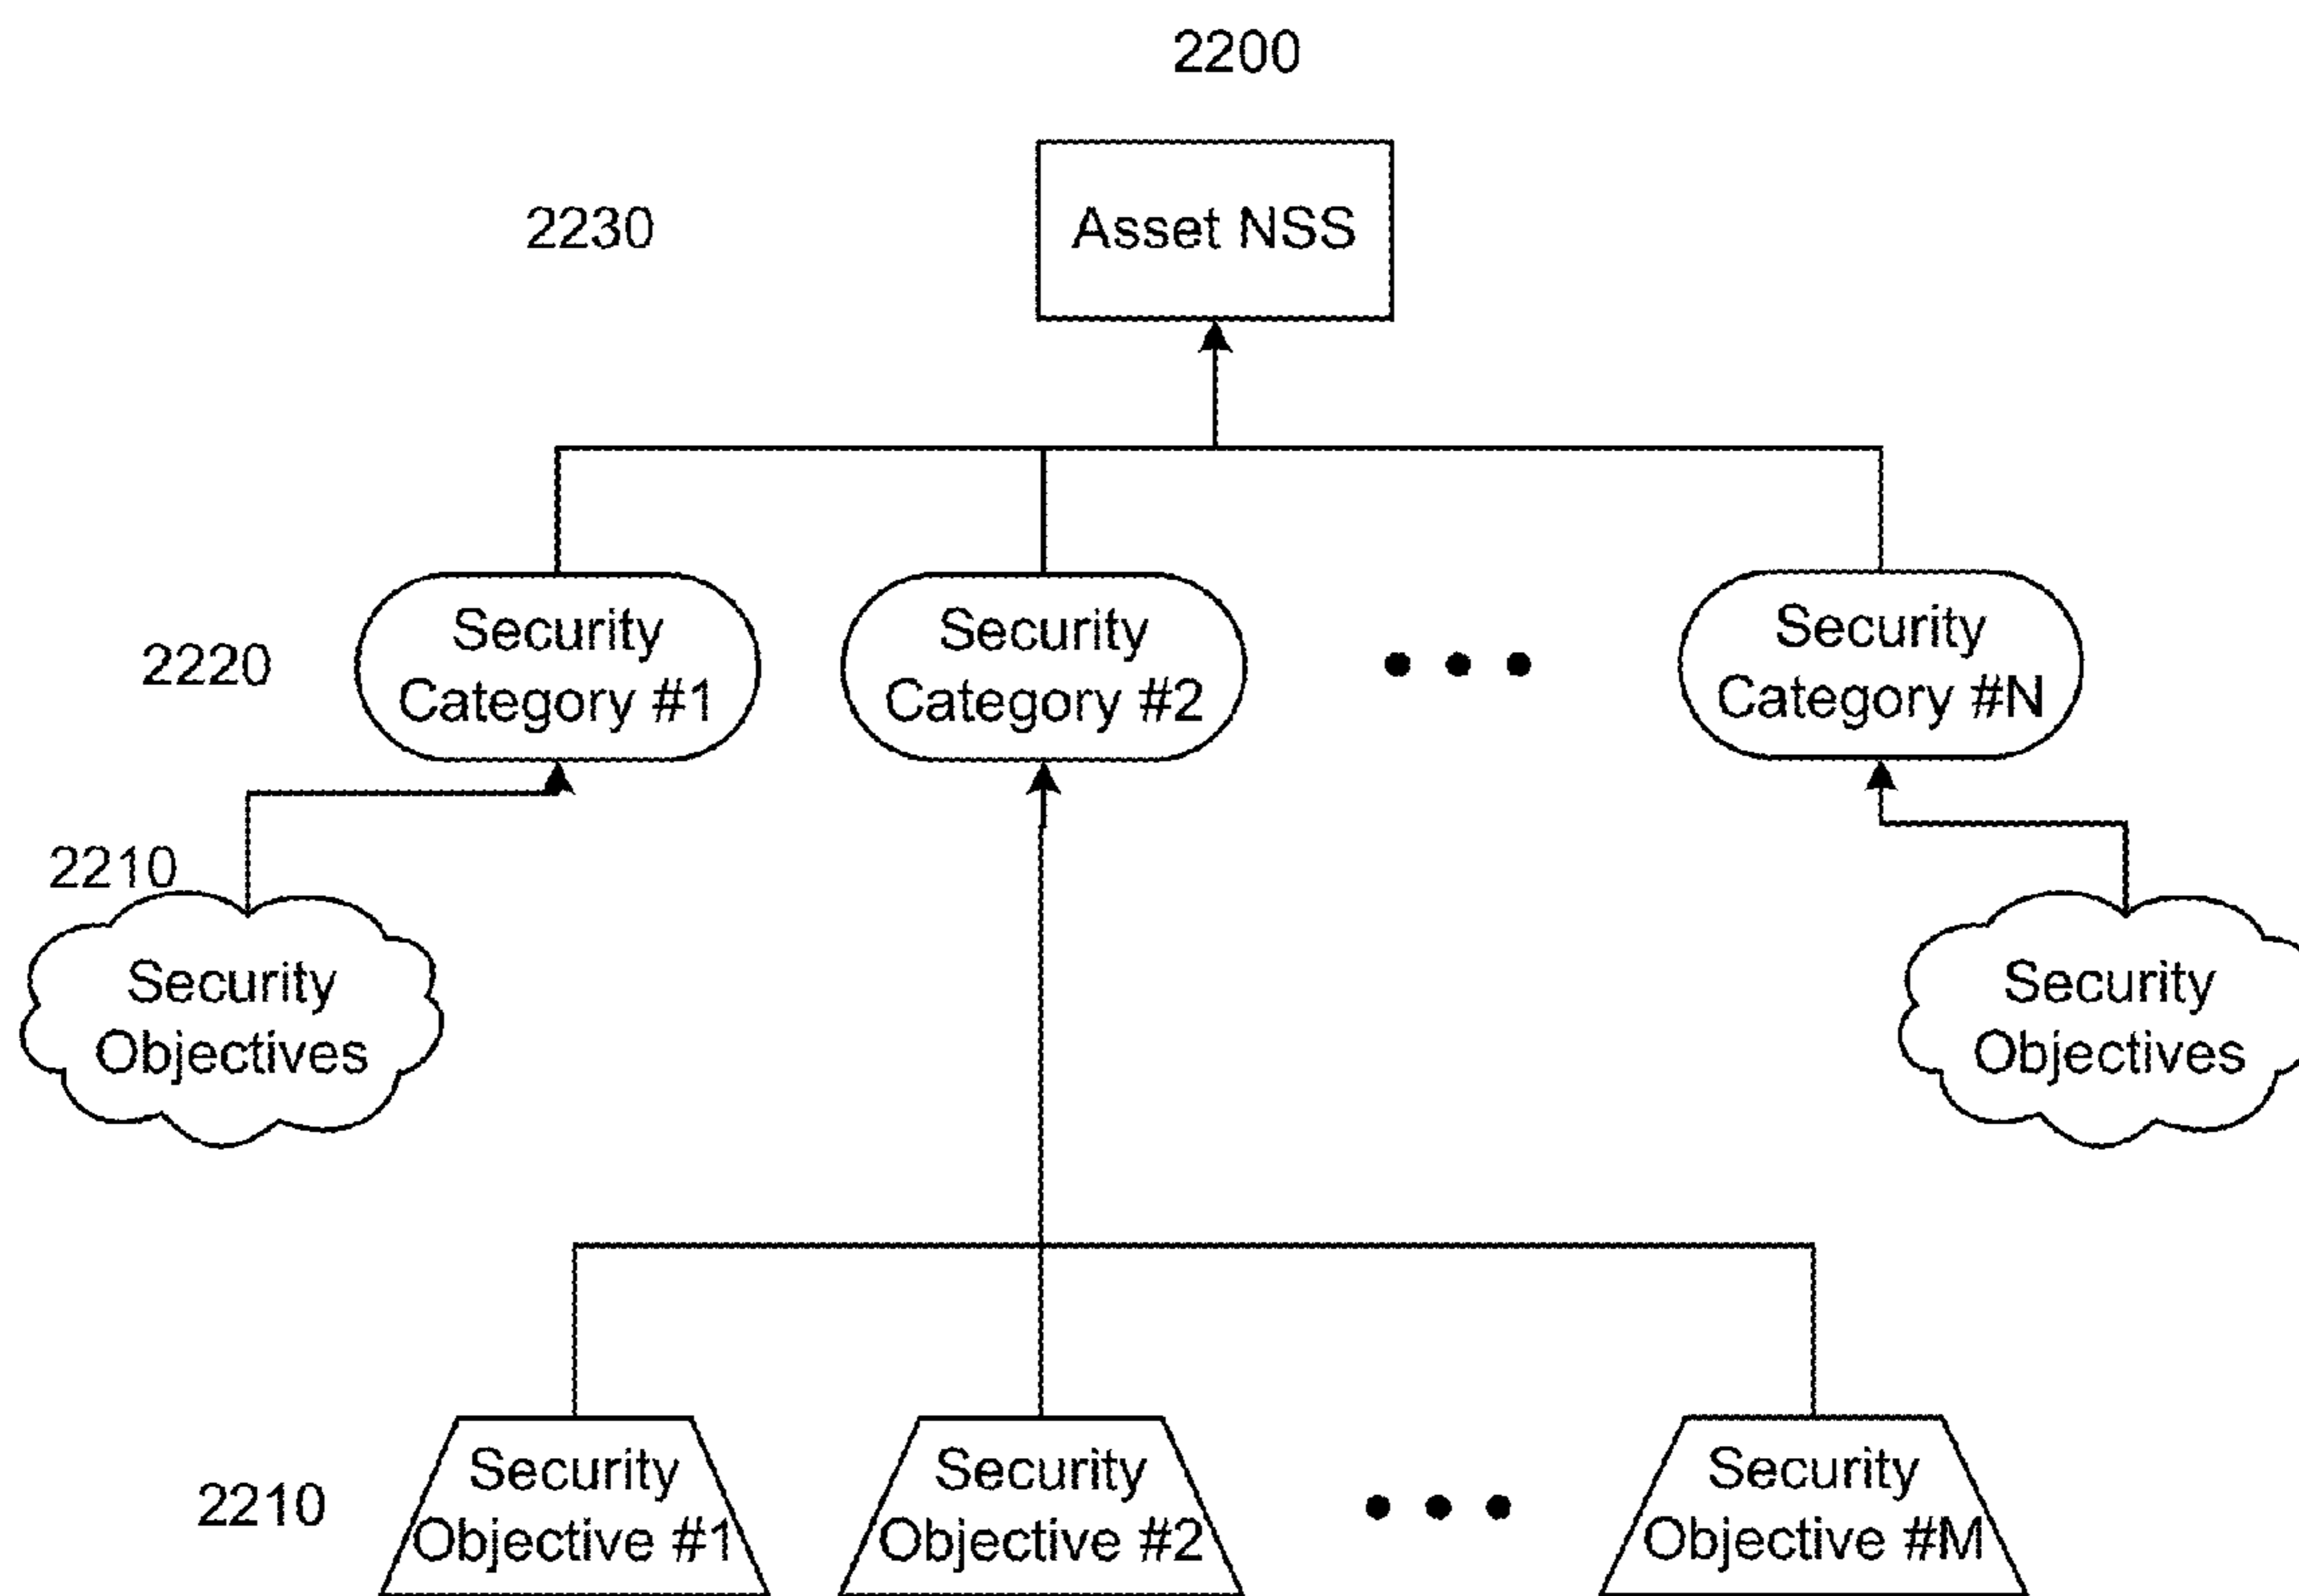 2200
2230
Asset NSS
2220
Security
Category #1
Security
Category #2
Security
Category #N
2210
Security
Objectives
Security
Objectives
2210
Security
Objective #1
Security
Objective #2
Security
Objective #M